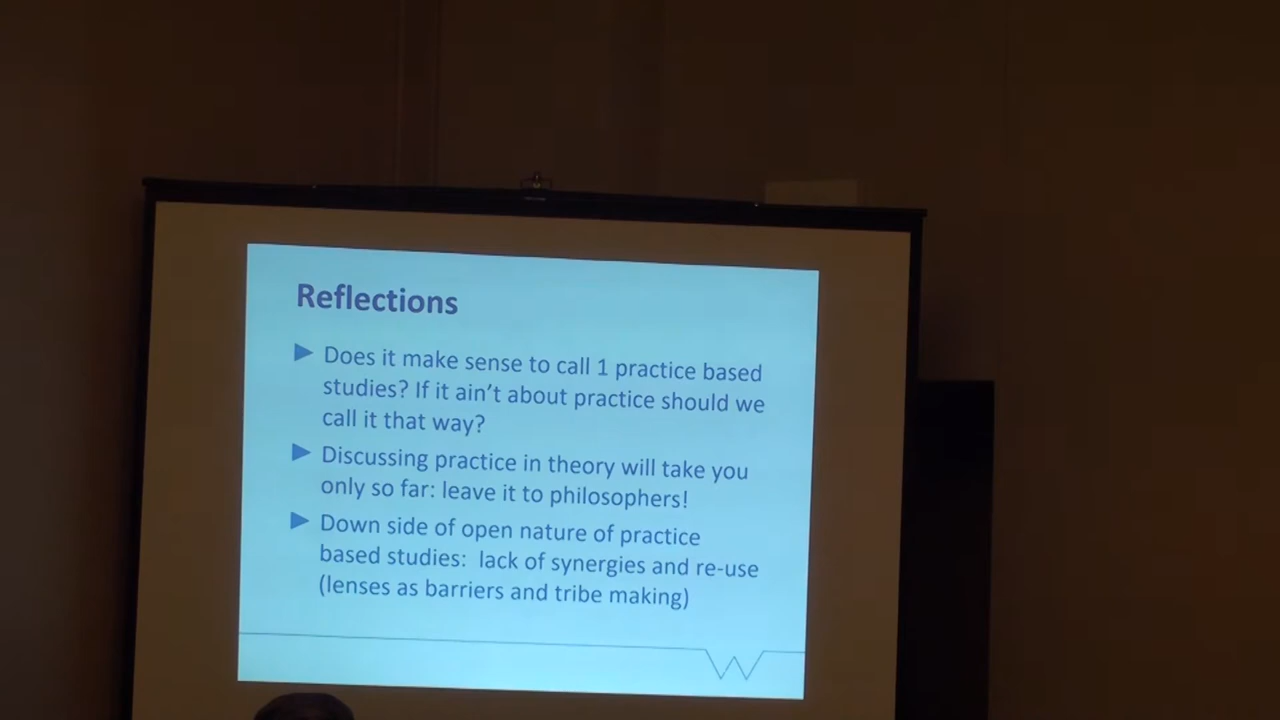 Reflections
Does it make sense to call 1 practice based
studies? If it ain't about practice should we
call it that way?
Discussing practice in theory will take you
only so far: leave it to philosophers!
Down side of open nature of practice
based studies: lack of synergies and re-use
(lenses as barriers and tribe making)